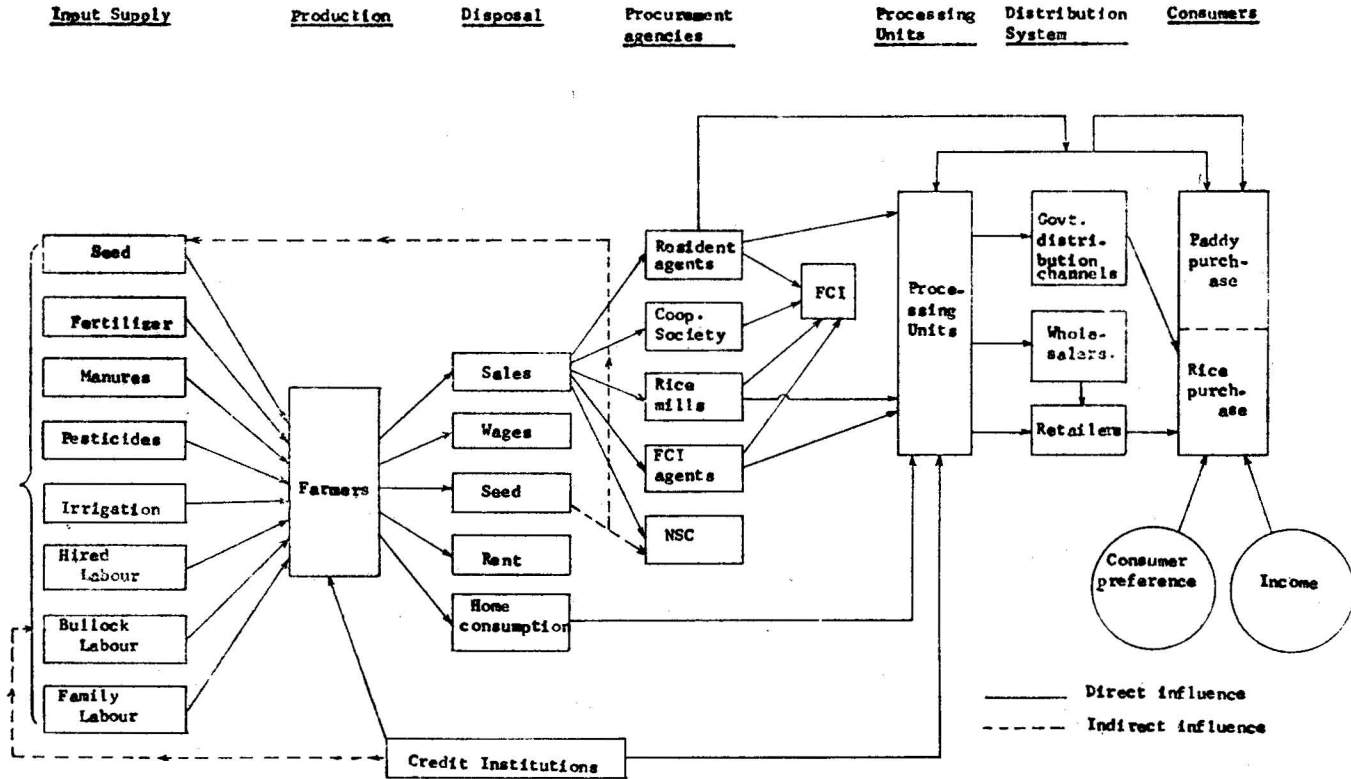 Input Supply
Production
Disposal
Procurement
agencies
Processing
Units
Distribution
System
Consumers
Seed
Fertilizer
Manures
Pesticides
Irrigation
Hired
Labour
Bullock
Labour
Family
Labour
Farmers
Sales
Wages
Seed
Rent
Home
consumption
Credit Institutions
Rosident
agents
Coop.
Society
Rice
mills
FCI
agents
NSC
FCI
Proce-
ssing
Units
Govt.
distri-
bution
channels
Whole-
salers.
Retailers
Paddy
purch-
ase
Rice
purch-
ase
Consumer
preference
Income
Direct influence
Indirect influence